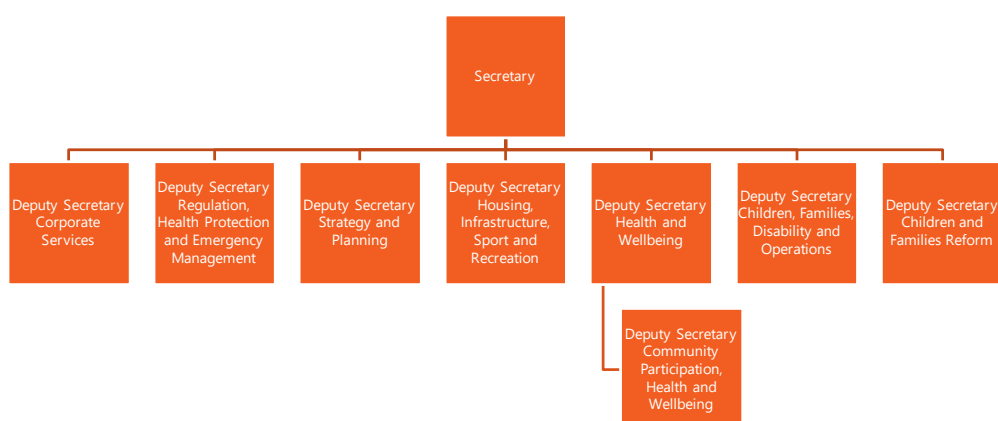 Secretary
Deputy Secretary
Corporate
Services
Deputy Secretary
Regulation,
Health Protection
and Emergency
Management
Deputy Secretary
Strategy and
Planning
Deputy Secretary
Housing,
Infrastructure,
Sport and
Recreation
Deputy Secretary
Health and
Wellbeing
Deputy Secretary
Children, Families,
Disability and
Operations
Deputy Secretary
Children and
Families Reform
Deputy Secretary
Community
Participation,
Health and
Wellbeing